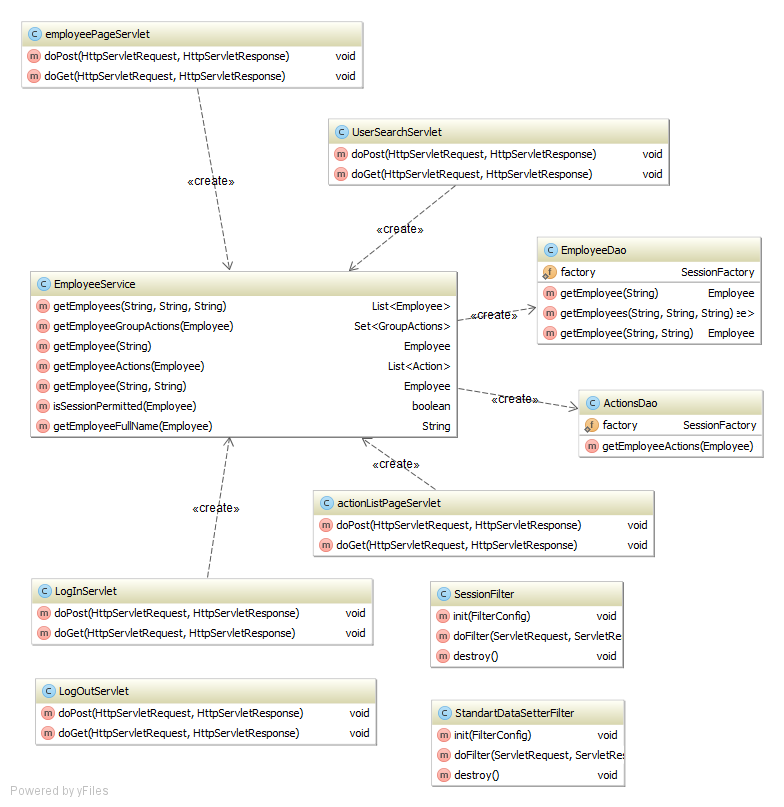 employeePageServlet
doPost(HttpServletRequest, HttpServletResponse) void
doGet(HttpServletRequest, HttpServletResponse) void
«create»
UserSearchServlet
doPost(HttpServletRequest, HttpServletResponse) void
doGet(HttpServletRequest, HttpServletResponse) void
«create»
EmployeeDao
factory SessionFactory
getEmployee(String) Employee
getEmployees(String, String, String) ee>
getEmployee(String, String) Employee
EmployeeService
getEmployees(String, String, String) List<Employee>
getEmployeeGroupActions(Employee) Set<GroupActions>
getEmployee(String) Employee
getEmployeeActions(Employee) List<Action>
getEmployee(String, String) Employee
isSessionPermitted(Employee) boolean
getEmployeeFullName(Employee) String
«create»
«create»
ActionsDao
factory SessionFactory
getEmployeeActions(Employee)
«create»
«create»
actionListPageServlet
doPost(HttpServletRequest, HttpServletResponse) void
doGet(HttpServletRequest, HttpServletResponse) void
LogInServlet
doPost(HttpServletRequest, HttpServletResponse) void
doGet(HttpServletRequest, HttpServletResponse) void
SessionFilter
init(FilterConfig) void
doFilter(ServletRequest, ServletRe
destroy() void
LogOutServlet
doPost(HttpServletRequest, HttpServletResponse) void
doGet(HttpServletRequest, HttpServletResponse) void
StandartDataSetterFilter
init(FilterConfig) void
doFilter(ServletRequest, ServletRes
destroy() void
Powered by yFiles